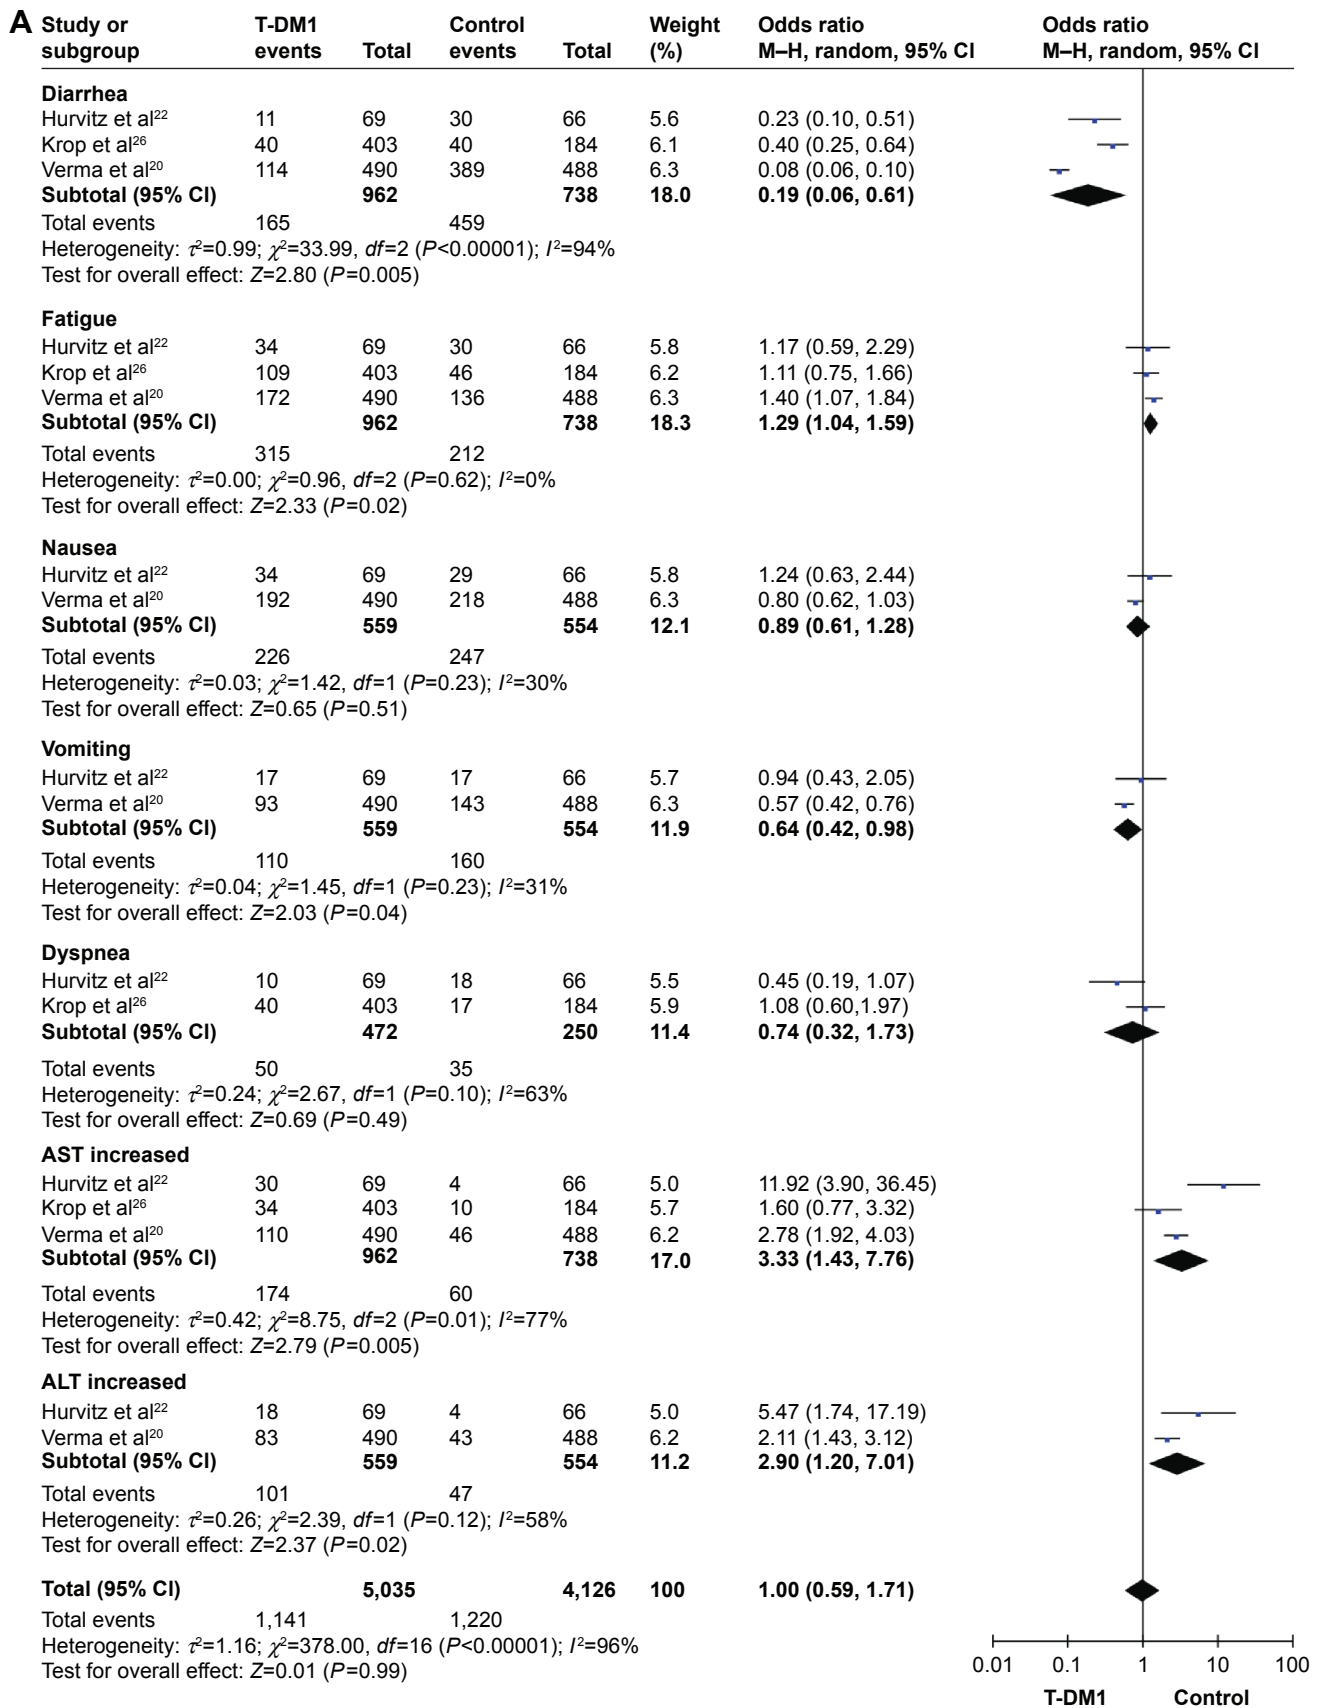 A Study or subgroup T-DM1 events Total Control events Total Weight (%) Odds ratio M–H, random, 95% CI Odds ratio M–H, random, 95% CI
Diarrhea
Hurvitz et al22 11 69 30 66 5.6 0.23 (0.10, 0.51)
Krop et al26 40 403 40 184 6.1 0.40 (0.25, 0.64)
Verma et al20 114 490 389 488 6.3 0.08 (0.06, 0.10)
Subtotal (95% CI) 962 738 18.0 0.19 (0.06, 0.61)
Total events 165 459
Heterogeneity: τ²=0.99; χ²=33.99, df=2 (P<0.00001); I²=94%
Test for overall effect: Z=2.80 (P=0.005)
Fatigue
Hurvitz et al22 34 69 30 66 5.8 1.17 (0.59, 2.29)
Krop et al26 109 403 46 184 6.2 1.11 (0.75, 1.66)
Verma et al20 172 490 136 488 6.3 1.40 (1.07, 1.84)
Subtotal (95% CI) 962 738 18.3 1.29 (1.04, 1.59)
Total events 315 212
Heterogeneity: τ²=0.00; χ²=0.96, df=2 (P=0.62); I²=0%
Test for overall effect: Z=2.33 (P=0.02)
Nausea
Hurvitz et al22 34 69 29 66 5.8 1.24 (0.63, 2.44)
Verma et al20 192 490 218 488 6.3 0.80 (0.62, 1.03)
Subtotal (95% CI) 559 554 12.1 0.89 (0.61, 1.28)
Total events 226 247
Heterogeneity: τ²=0.03; χ²=1.42, df=1 (P=0.23); I²=30%
Test for overall effect: Z=0.65 (P=0.51)
Vomiting
Hurvitz et al22 17 69 17 66 5.7 0.94 (0.43, 2.05)
Verma et al20 93 490 143 488 6.3 0.57 (0.42, 0.76)
Subtotal (95% CI) 559 554 11.9 0.64 (0.42, 0.98)
Total events 110 160
Heterogeneity: τ²=0.04; χ²=1.45, df=1 (P=0.23); I²=31%
Test for overall effect: Z=2.03 (P=0.04)
Dyspnea
Hurvitz et al22 10 69 18 66 5.5 0.45 (0.19, 1.07)
Krop et al26 40 403 17 184 5.9 1.08 (0.60,1.97)
Subtotal (95% CI) 472 250 11.4 0.74 (0.32, 1.73)
Total events 50 35
Heterogeneity: τ²=0.24; χ²=2.67, df=1 (P=0.10); I²=63%
Test for overall effect: Z=0.69 (P=0.49)
AST increased
Hurvitz et al22 30 69 4 66 5.0 11.92 (3.90, 36.45)
Krop et al26 34 403 10 184 5.7 1.60 (0.77, 3.32)
Verma et al20 110 490 46 488 6.2 2.78 (1.92, 4.03)
Subtotal (95% CI) 962 738 17.0 3.33 (1.43, 7.76)
Total events 174 60
Heterogeneity: τ²=0.42; χ²=8.75, df=2 (P=0.01); I²=77%
Test for overall effect: Z=2.79 (P=0.005)
ALT increased
Hurvitz et al22 18 69 4 66 5.0 5.47 (1.74, 17.19)
Verma et al20 83 490 43 488 6.2 2.11 (1.43, 3.12)
Subtotal (95% CI) 559 554 11.2 2.90 (1.20, 7.01)
Total events 101 47
Heterogeneity: τ²=0.26; χ²=2.39, df=1 (P=0.12); I²=58%
Test for overall effect: Z=2.37 (P=0.02)
Total (95% CI) 5,035 4,126 100 1.00 (0.59, 1.71)
Total events 1,141 1,220
Heterogeneity: τ²=1.16; χ²=378.00, df=16 (P<0.00001); I²=96%
Test for overall effect: Z=0.01 (P=0.99)
0.01 0.1 1 10 100
T-DM1 Control